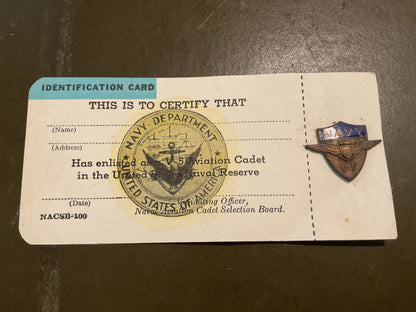 IDENTIFICATION CARD
THIS IS TO CERTIFY THAT
(Name)
(Address)
NAVY DEPARTMENT
UNITED STATES OF AMERICA
Has enlisted as V-5 Aviation Cadet
in the United Naval Reserve
(Date)
Officer,
Naval Aviation Cadet Selection Board.
NACSB-100
NAVY